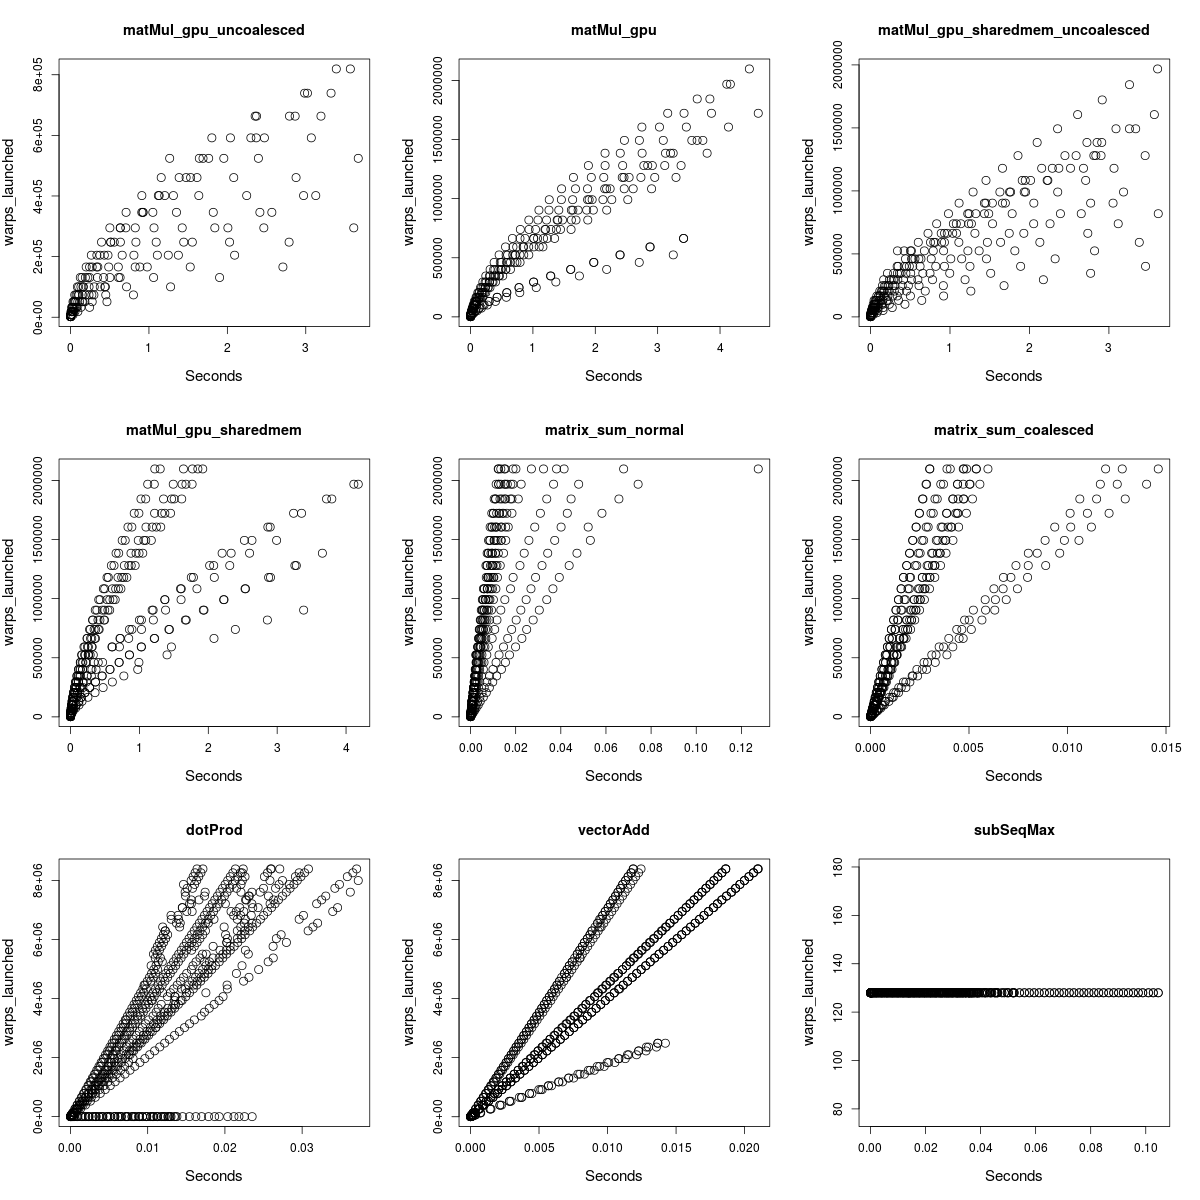 matMul_gpu_uncoalesced
warps_launched
0e+00 2e+05 4e+05 6e+05 8e+05
0 1 2 3
Seconds
matMul_gpu
warps_launched
0 500000 1000000 1500000 2000000
0 1 2 3 4
Seconds
matMul_gpu_sharedmem_uncoalesced
warps_launched
0 500000 1000000 1500000 2000000
0 1 2 3
Seconds
matMul_gpu_sharedmem
warps_launched
0 500000 1000000 1500000 2000000
0 1 2 3 4
Seconds
matrix_sum_normal
warps_launched
0 500000 1000000 1500000 2000000
0.00 0.02 0.04 0.06 0.08 0.10 0.12
Seconds
matrix_sum_coalesced
warps_launched
0 500000 1000000 1500000 2000000
0.000 0.005 0.010 0.015
Seconds
dotProd
warps_launched
0e+00 2e+06 4e+06 6e+06 8e+06
0.00 0.01 0.02 0.03
Seconds
vectorAdd
warps_launched
0e+00 2e+06 4e+06 6e+06 8e+06
0.000 0.005 0.010 0.015 0.020
Seconds
subSeqMax
warps_launched
80 100 120 140 160 180
0.00 0.02 0.04 0.06 0.08 0.10
Seconds